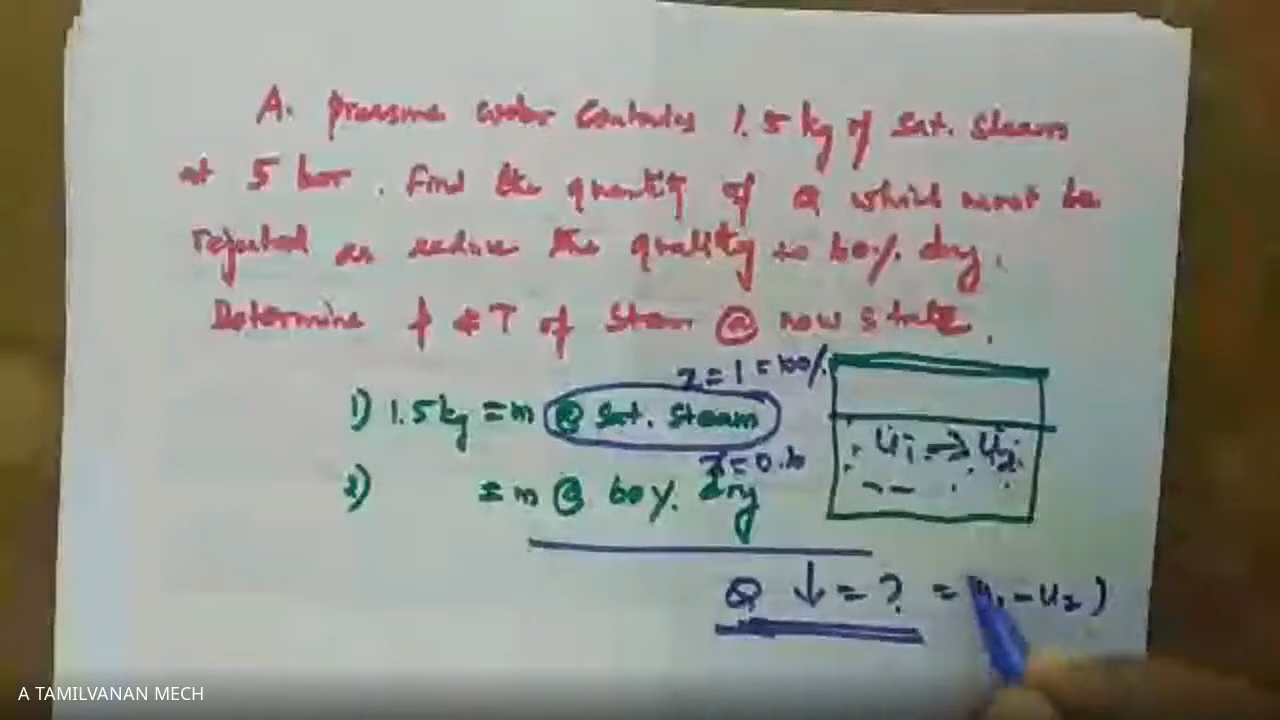 A. pressure cooker contains 1.5 kg of sat. steam
at 5 bar. Find the quantity of Q which must be
rejected as reduce the quality to 60%. dry.
Determine p & T of steam @ new state.
x = 1 = 100%
1) 1.5 kg = m @ sat. steam
u₁ → u₂
x = 0.6
2) = m @ 60%. dry
Q ↓ = ? = u₁ - u₂ )
A TAMILVANAN MECH